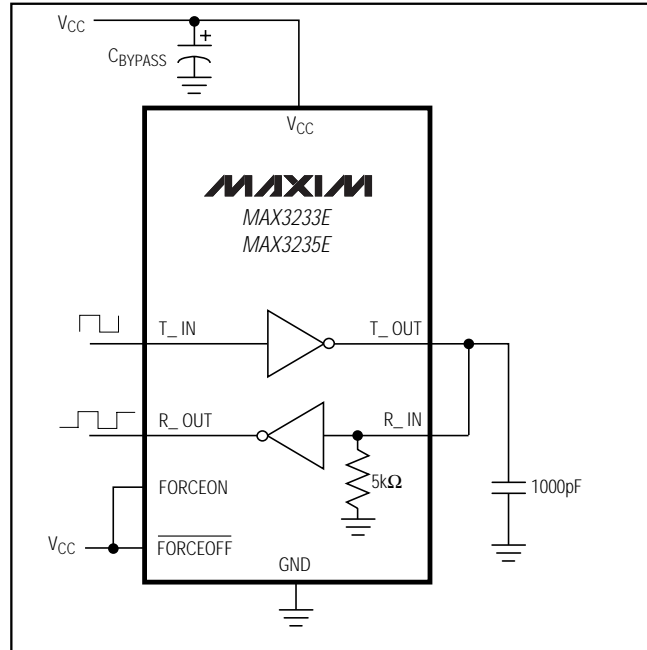 VCC
+
CBYPASS
VCC
MAXIM
MAX3233E
MAX3235E
T_ IN
T_ OUT
R_ OUT
R_ IN
5kΩ
1000pF
FORCEON
VCC
FORCEOFF
GND